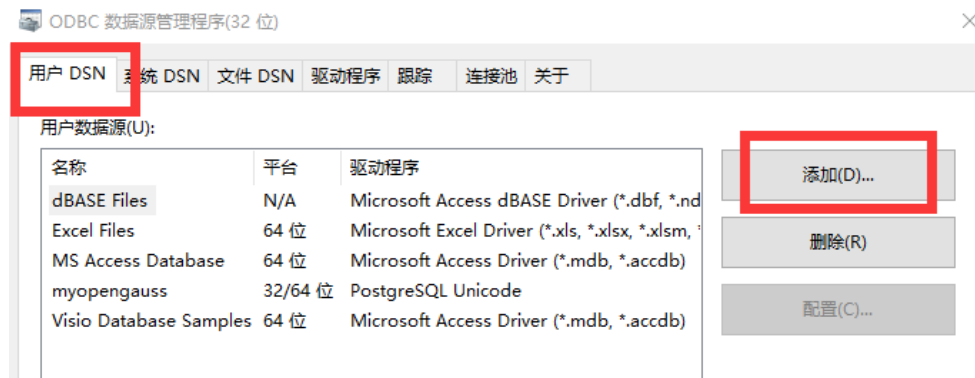 ODBC 数据源管理程序(32 位)
用户 DSN 系统 DSN 文件 DSN 驱动程序 跟踪 连接池 关于
用户数据源(U):
名称 平台 驱动程序
dBASE Files N/A Microsoft Access dBASE Driver (*.dbf, *.nd
Excel Files 64 位 Microsoft Excel Driver (*.xls, *.xlsx, *.xlsm, *
MS Access Database 64 位 Microsoft Access Driver (*.mdb, *.accdb)
myopengauss 32/64 位 PostgreSQL Unicode
Visio Database Samples 64 位 Microsoft Access Driver (*.mdb, *.accdb)
添加(D)...
删除(R)
配置(C)...